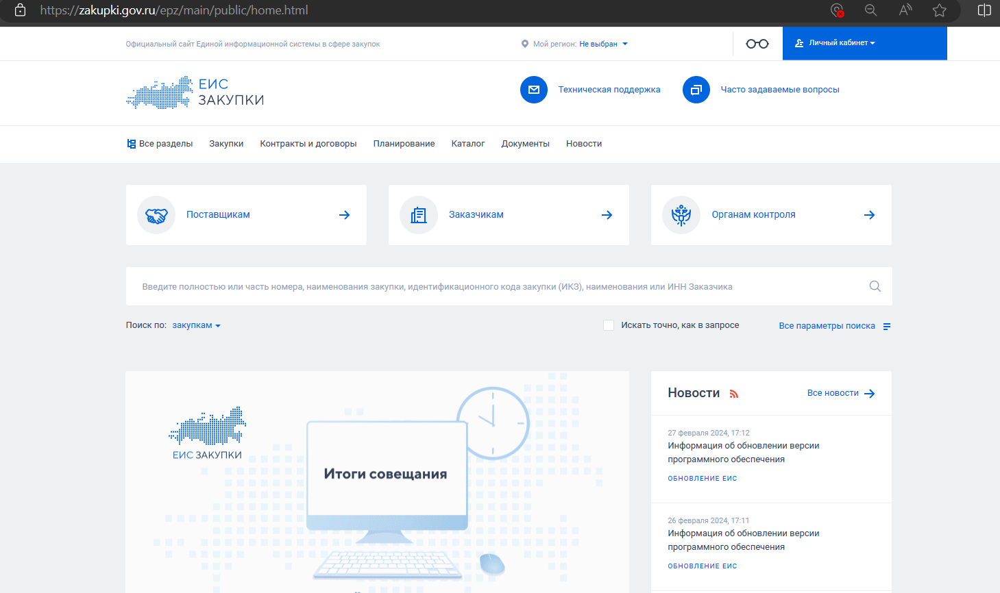 https://zakupki.gov.ru/epz/main/public/home.html
Официальный сайт Единой информационной системы в сфере закупок
Мой регион: Не выбран
Личный кабинет
ЕИС
ЗАКУПКИ
Техническая поддержка
Часто задаваемые вопросы
Все разделы Закупки Контракты и договоры Планирование Каталог Документы Новости
Поставщикам
Заказчикам
Органам контроля
Введите полностью или часть номера, наименования закупки, идентификационного кода закупки (ИКЗ), наименования или ИНН Заказчика
Поиск по: закупкам
Искать точно, как в запросе
Все параметры поиска
ЕИС ЗАКУПКИ
Итоги совещания
Новости
Все новости
27 февраля 2024, 17:12
Информация об обновлении версии
программного обеспечения
ОБНОВЛЕНИЕ ЕИС
26 февраля 2024, 17:11
Информация об обновлении версии
программного обеспечения
ОБНОВЛЕНИЕ ЕИС